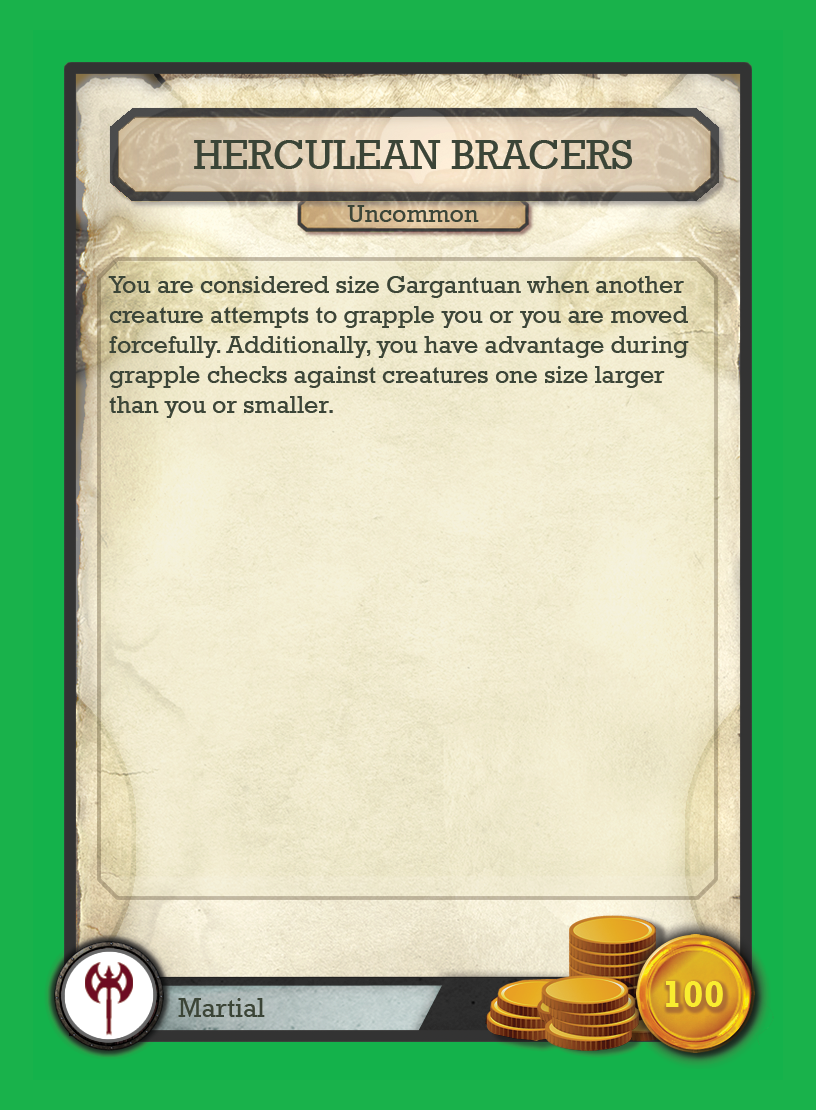 HERCULEAN BRACERS
Uncommon
You are considered size Gargantuan when another
creature attempts to grapple you or you are moved
forcefully. Additionally, you have advantage during
grapple checks against creatures one size larger
than you or smaller.
Martial
100